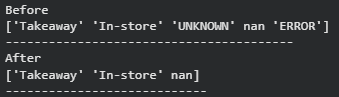 Before
['Takeaway' 'In-store' 'UNKNOWN' nan 'ERROR']
----------------------------------------
After
['Takeaway' 'In-store' nan]
----------------------------